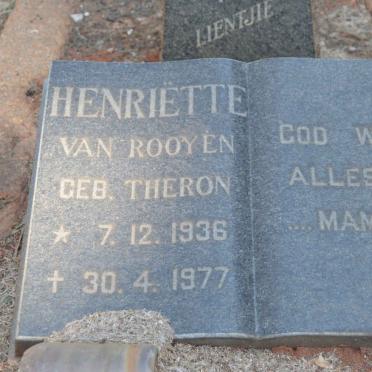 LIENTJIE
HENRIËTTE
VAN ROOYEN
GEB. THERON
* 7. 12. 1936
✝ 30. 4. 1977
GOD W
ALLES
....MAM